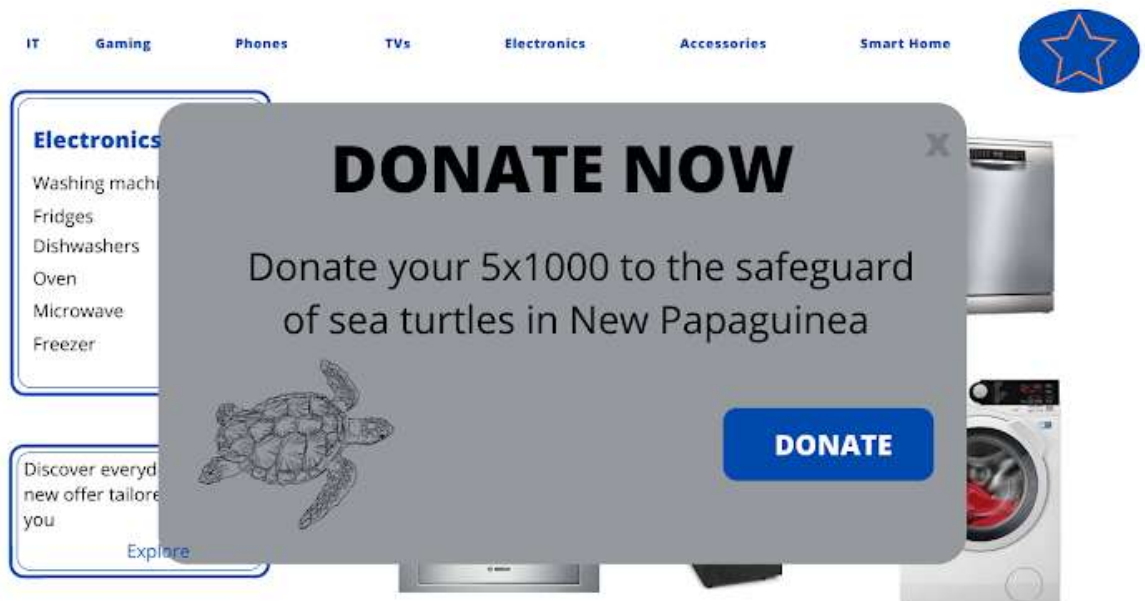 IT Gaming Phones TVs Electronics Accessories Smart Home
Electronics
Washing machi
Fridges
Dishwashers
Oven
Microwave
Freezer
X
DONATE NOW
Donate your 5x1000 to the safeguard
of sea turtles in New Papaguinea
DONATE
Discover everyd
new offer tailore
you
Explore